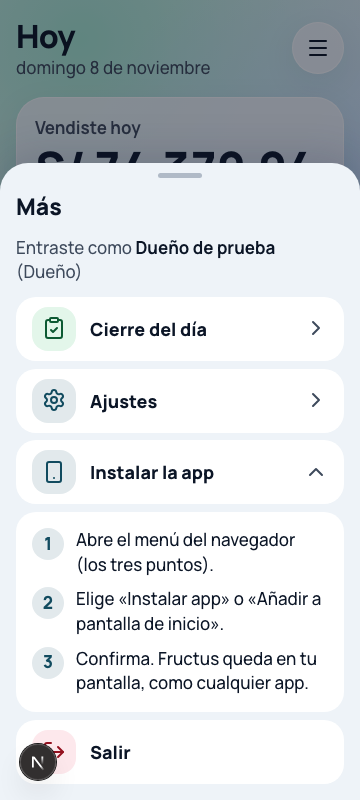 Hoy
domingo 8 de noviembre
Vendiste hoy
Más
Entraste como Dueño de prueba
(Dueño)
Cierre del día
Ajustes
Instalar la app
1 Abre el menú del navegador
(los tres puntos).
2 Elige «Instalar app» o «Añadir a
pantalla de inicio».
3 Confirma. Fructus queda en tu
pantalla, como cualquier app.
N Salir